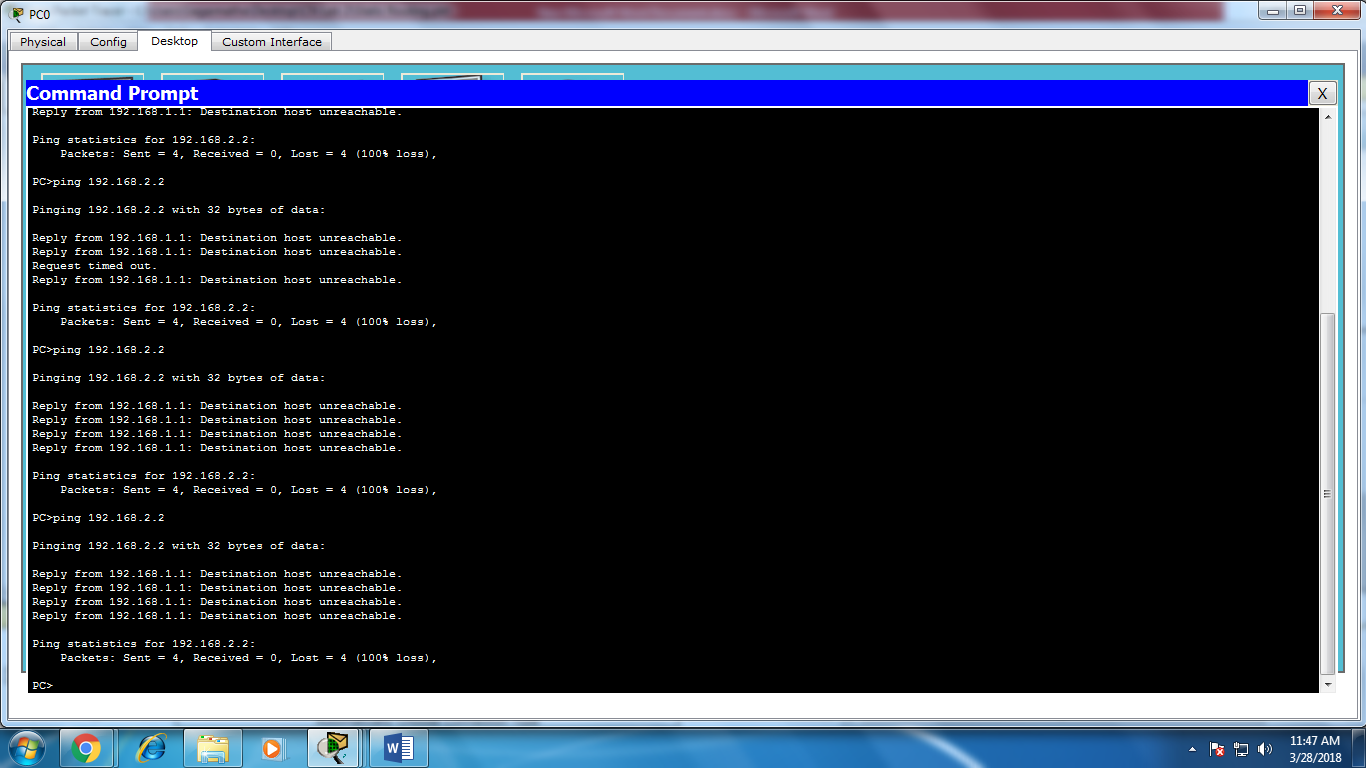 PC0
Physical
Config
Desktop
Custom Interface
Command Prompt
X
Reply from 192.168.1.1: Destination host unreachable.
Ping statistics for 192.168.2.2:
Packets: Sent = 4, Received = 0, Lost = 4 (100% loss),
PC>ping 192.168.2.2
Pinging 192.168.2.2 with 32 bytes of data:
Reply from 192.168.1.1: Destination host unreachable.
Reply from 192.168.1.1: Destination host unreachable.
Request timed out.
Reply from 192.168.1.1: Destination host unreachable.
Ping statistics for 192.168.2.2:
Packets: Sent = 4, Received = 0, Lost = 4 (100% loss),
PC>ping 192.168.2.2
Pinging 192.168.2.2 with 32 bytes of data:
Reply from 192.168.1.1: Destination host unreachable.
Reply from 192.168.1.1: Destination host unreachable.
Reply from 192.168.1.1: Destination host unreachable.
Reply from 192.168.1.1: Destination host unreachable.
Ping statistics for 192.168.2.2:
Packets: Sent = 4, Received = 0, Lost = 4 (100% loss),
PC>ping 192.168.2.2
Pinging 192.168.2.2 with 32 bytes of data:
Reply from 192.168.1.1: Destination host unreachable.
Reply from 192.168.1.1: Destination host unreachable.
Reply from 192.168.1.1: Destination host unreachable.
Reply from 192.168.1.1: Destination host unreachable.
Ping statistics for 192.168.2.2:
Packets: Sent = 4, Received = 0, Lost = 4 (100% loss),
PC>
11:47 AM
3/28/2018